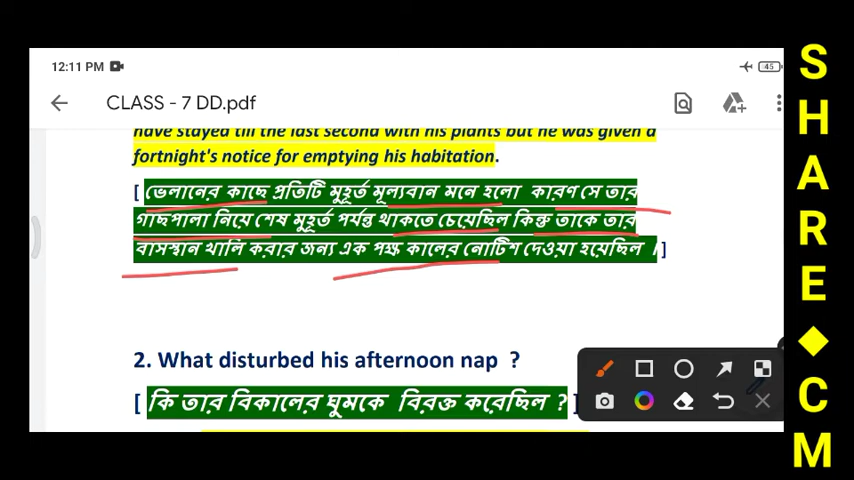 12:11 PM
45
CLASS - 7 DD.pdf
have stayed till the last second with his plants but he was given a
fortnight's notice for emptying his habitation.
[ ভেলানের কাছে প্রতিটি মুহূর্ত মূল্যবান মনে হলো কারণ সে তার
গাছপালা নিয়ে শেষ মুহূর্ত পর্যন্ত থাকতে চেয়েছিল কিন্তু তাকে তার
বাসস্থান খালি করার জন্য এক পক্ষ কালের নোটিশ দেওয়া হয়েছিল । ]
2. What disturbed his afternoon nap ?
[ কি তার বিকালের ঘুমকে বিরক্ত করেছিল ? ]
SHARE◆CM